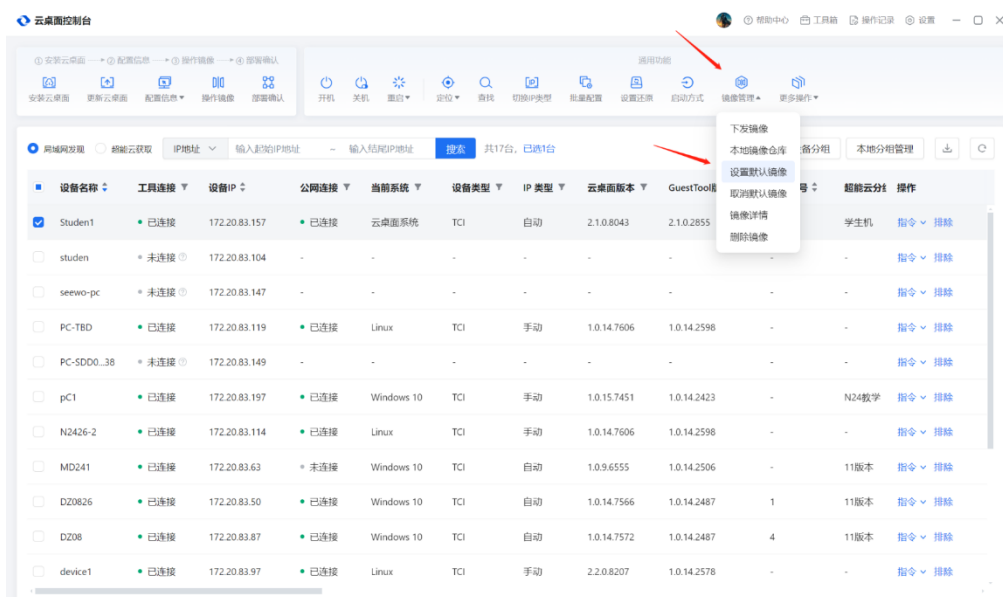 云桌面控制台 帮助中心 工具箱 操作记录 设置
① 安装云桌面 ② 配置信息 ③ 操作镜像 ④ 部署确认 通用功能
安装云桌面 更新云桌面 配置信息 操作镜像 部署确认 开机 关机 重启 定位 查找 切换IP类型 批量配置 设置还原 启动方式 镜像管理 更多操作
下发镜像
本地镜像仓库
设置默认镜像
取消默认镜像
镜像详情
删除镜像
局域网发现 超能云获取 IP地址 输入起始IP地址 ~ 输入结尾IP地址 搜索 共17台, 已选1台 备分组 本地分组管理
设备名称 工具连接 设备IP 公网连接 当前系统 设备类型 IP 类型 云桌面版本 GuestTool 号 超能云分组 操作
Studen1 已连接 172.20.83.157 已连接 云桌面系统 TCI 自动 2.1.0.8043 2.1.0.2855 学生机 指令 排除
studen 未连接 172.20.83.104 - - - - - - - - 指令 排除
seewo-pc 未连接 172.20.83.147 - - - - - - - - 指令 排除
PC-TBD 已连接 172.20.83.119 已连接 Linux TCI 手动 1.0.14.7606 1.0.14.2598 - - 指令 排除
PC-SDD0...38 未连接 172.20.83.149 - - - - - - - - 指令 排除
pC1 已连接 172.20.83.197 已连接 Windows 10 TCI 手动 1.0.15.7451 1.0.14.2423 - N24教学 指令 排除
N2426-2 已连接 172.20.83.114 已连接 Linux TCI 手动 1.0.14.7606 1.0.14.2598 - - 指令 排除
MD241 已连接 172.20.83.63 未连接 Windows 10 TCI 自动 1.0.9.6555 1.0.14.2506 - 11版本 指令 排除
DZ0826 已连接 172.20.83.50 已连接 Windows 10 TCI 自动 1.0.14.7566 1.0.14.2487 1 11版本 指令 排除
DZ08 已连接 172.20.83.87 已连接 Windows 10 TCI 自动 1.0.14.7572 1.0.14.2487 4 11版本 指令 排除
device1 已连接 172.20.83.97 已连接 Linux TCI 手动 2.2.0.8207 1.0.14.2578 - - 指令 排除